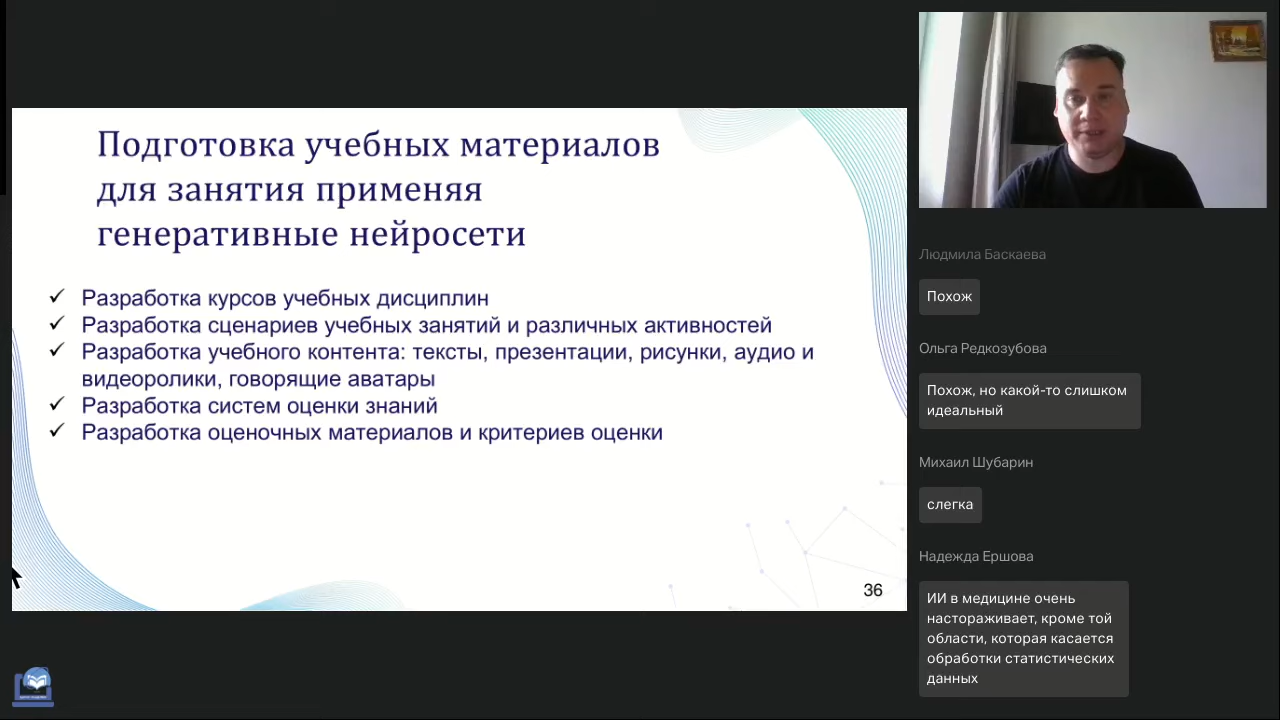 Подготовка учебных материалов
для занятия применяя
генеративные нейросети
✓ Разработка курсов учебных дисциплин
✓ Разработка сценариев учебных занятий и различных активностей
✓ Разработка учебного контента: тексты, презентации, рисунки, аудио и
видеоролики, говорящие аватары
✓ Разработка систем оценки знаний
✓ Разработка оценочных материалов и критериев оценки
36
Людмила Баскаева
Похож
Ольга Редкозубова
Похож, но какой-то слишком
идеальный
Михаил Шубарин
слегка
Надежда Ершова
ИИ в медицине очень
настораживает, кроме той
области, которая касается
обработки статистических
данных